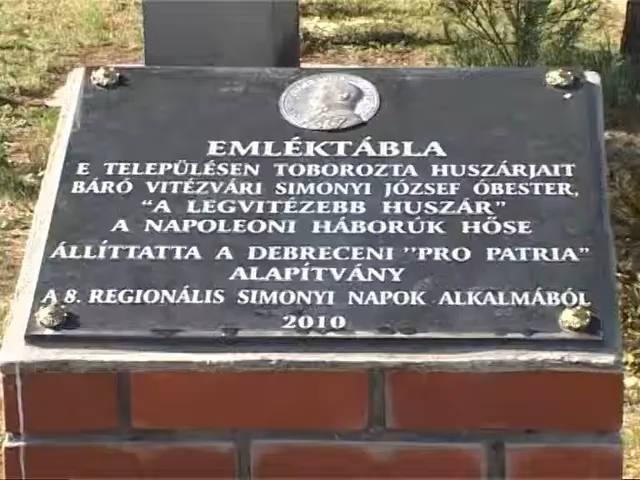 EMLÉKTÁBLA
E TELEPÜLÉSEN TOBOROZTA HUSZÁRJAIT
BÁRÓ VITÉZVÁRI SIMONYI JÓZSEF ÓBESTER,
“A LEGVITÉZEBB HUSZÁR”
A NAPOLEONI HÁBORÚK HŐSE
ÁLLÍTTATTA A DEBRECENI ’’PRO PATRIA”
ALAPÍTVÁNY
A 8. REGIONÁLIS SIMONYI NAPOK ALKALMÁBÓL
2010